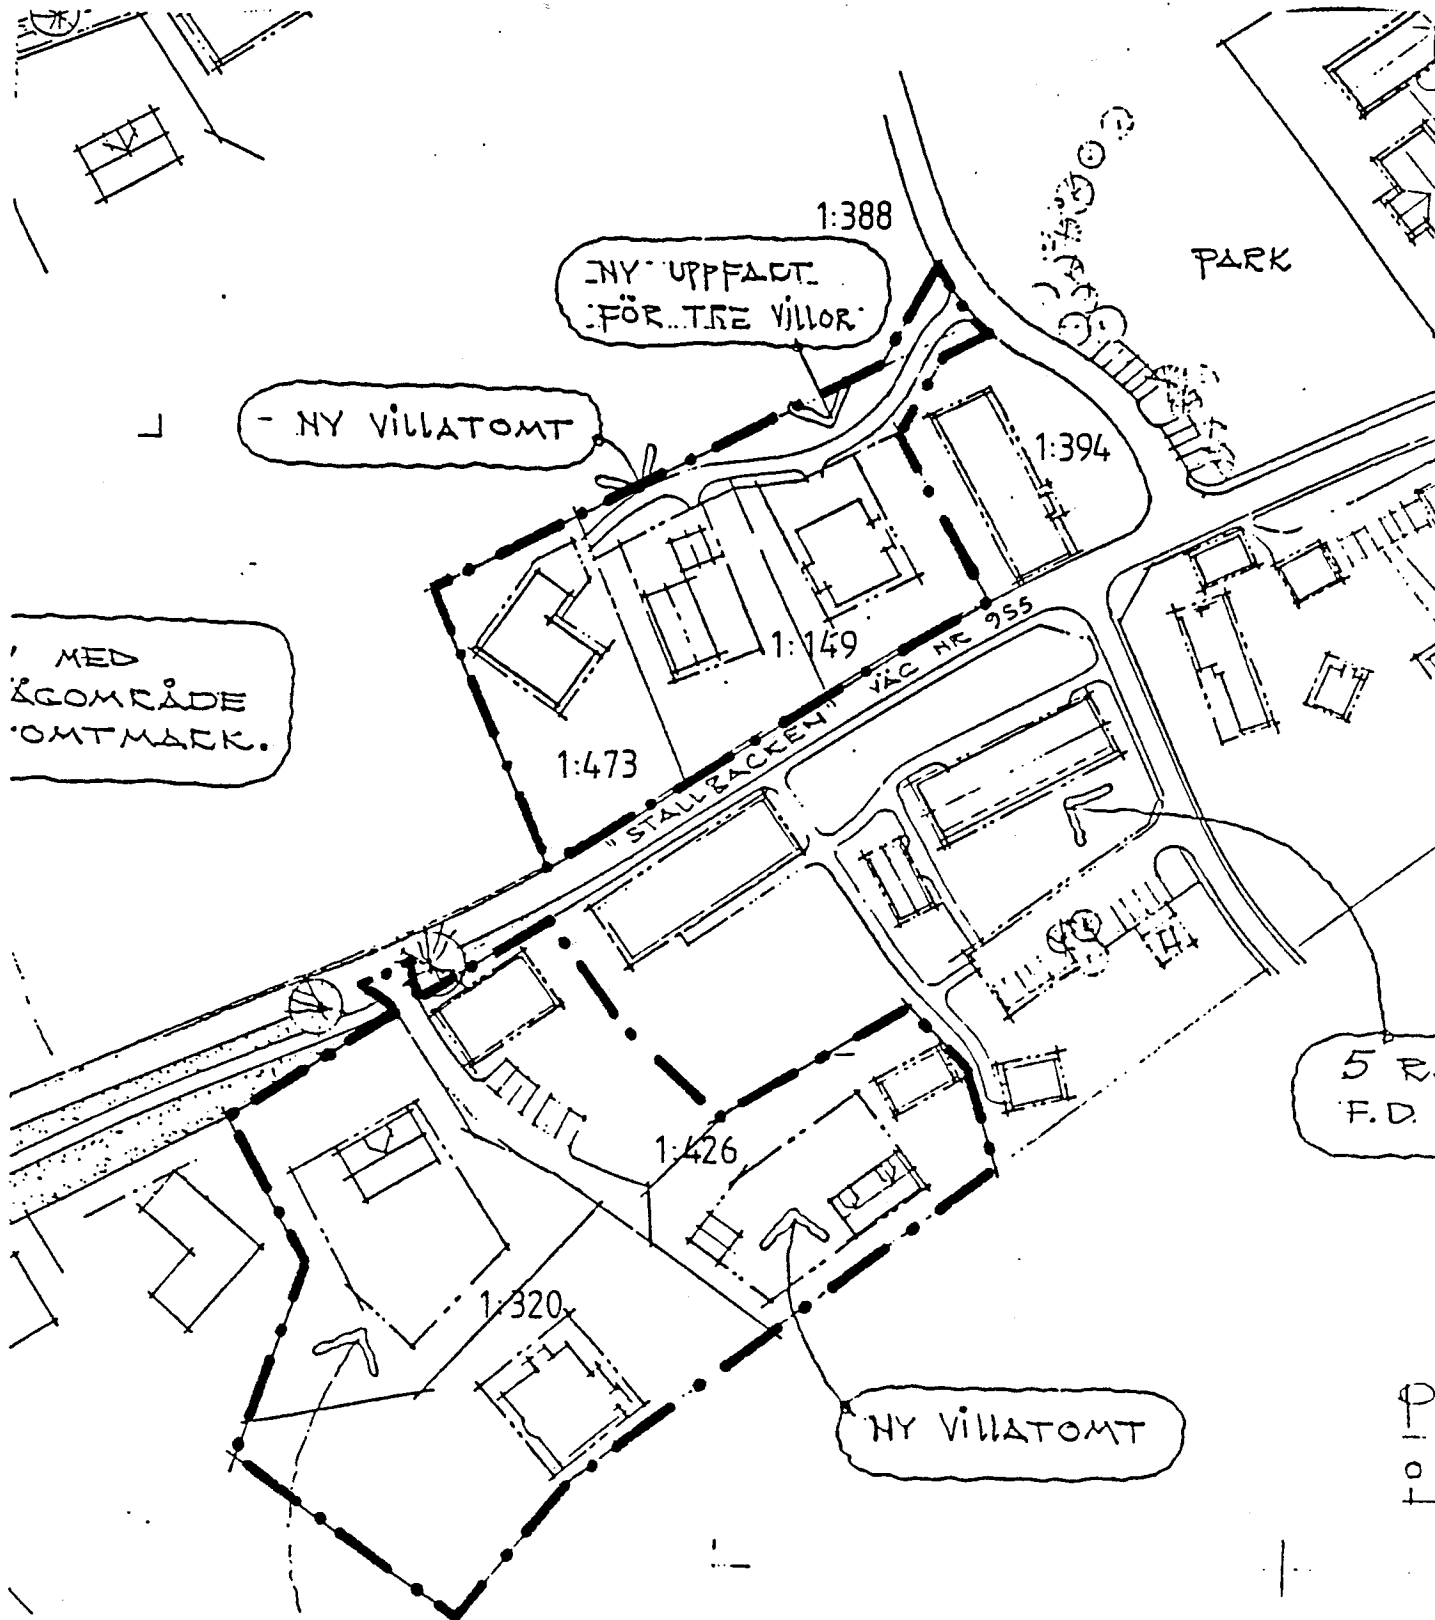 1:388
PARK
NY UPPFART
FÖR TRE VILLOR
- NY VILLATOMT
1:394
MED
ÄGOMRÅDE
OMTMARK.
1:149
1:473
"STALLBACKEN" VÄG NR 955
H
5 R
F.D.
1:426
1:320
NY VILLATOMT